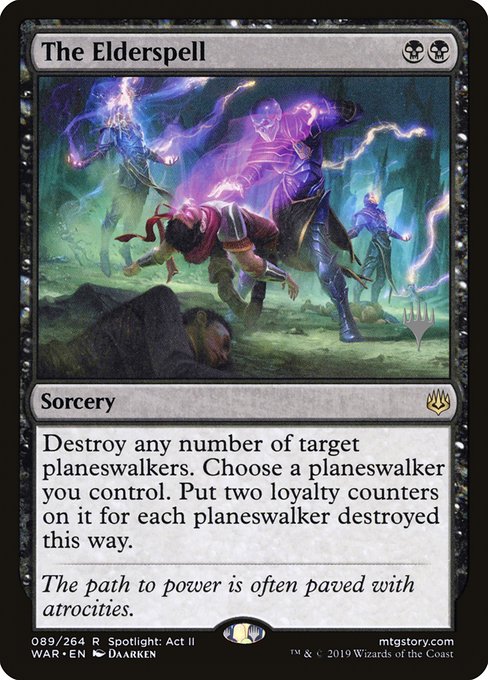 The Elderspell
Sorcery
Destroy any number of target
planeswalkers. Choose a planeswalker
you control. Put two loyalty counters
on it for each planeswalker destroyed
this way.
The path to power is often paved with
atrocities.
089/264 R Spotlight: Act II
mtgstory.com
WAR • EN DAARKEN
™ & © 2019 Wizards of the Coast